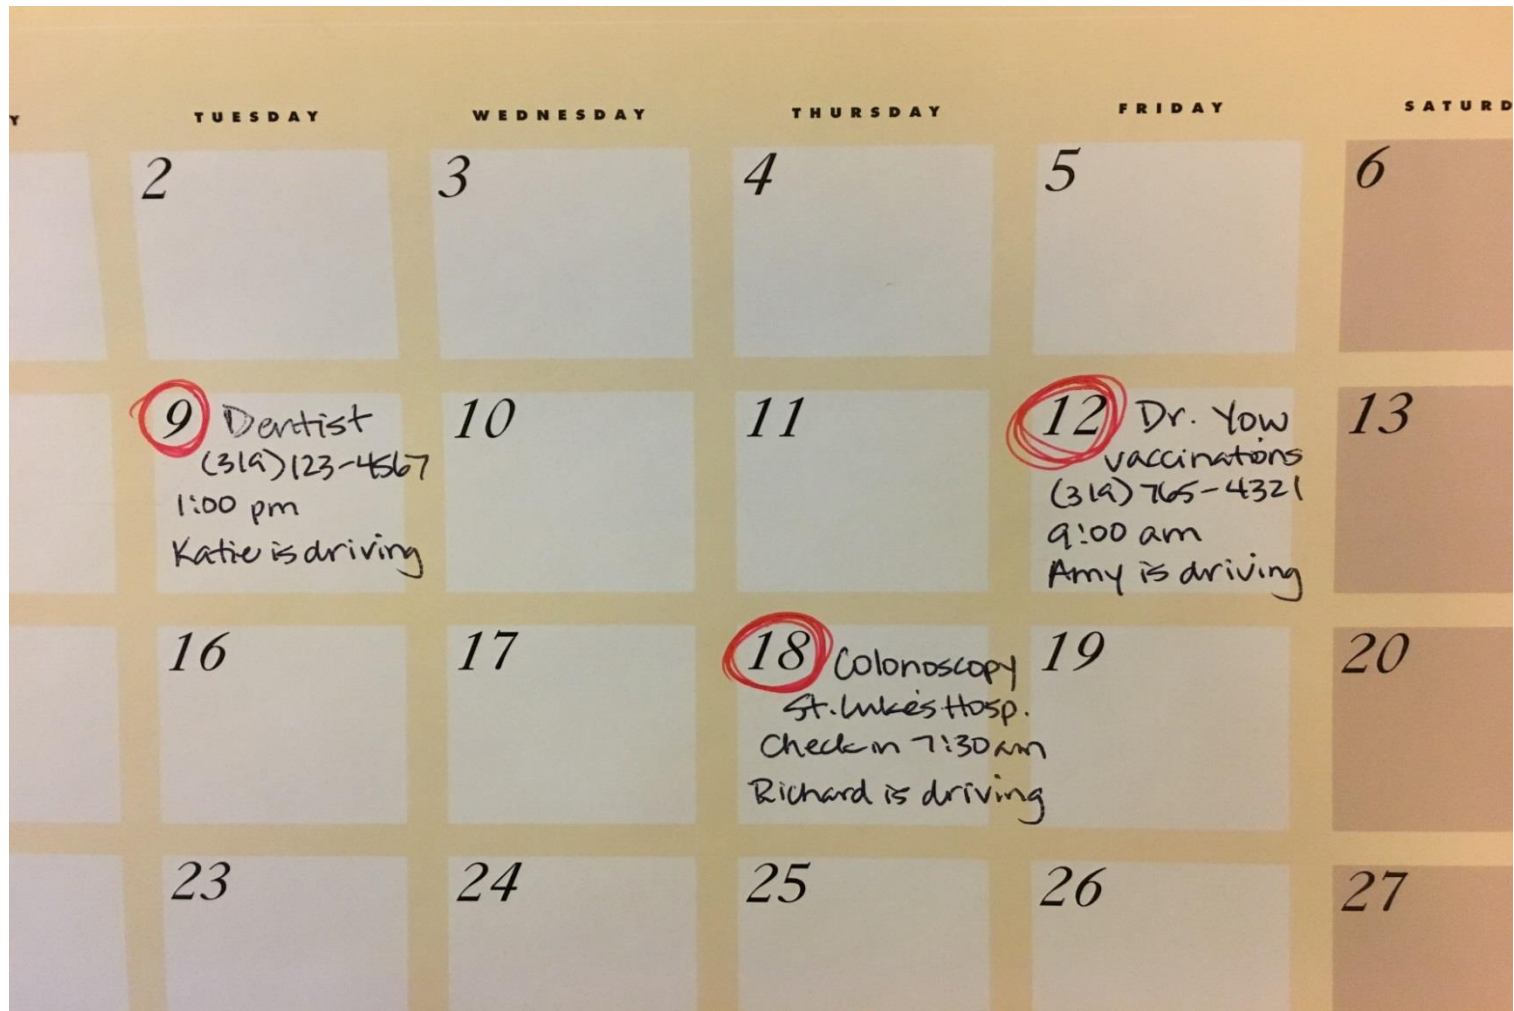 Y TUESDAY WEDNESDAY THURSDAY FRIDAY SATURD
2 3 4 5 6
9 Dentist
(319) 123-4567
1:00 pm
Katie is driving
10
11
12 Dr. Yow
vaccinations
(319) 765-4321
9:00 am
Amy is driving
13
16
17
18 Colonoscopy
St. Luke's Hosp.
Check in 7:30 am
Richard is driving
19
20
23 24 25 26 27